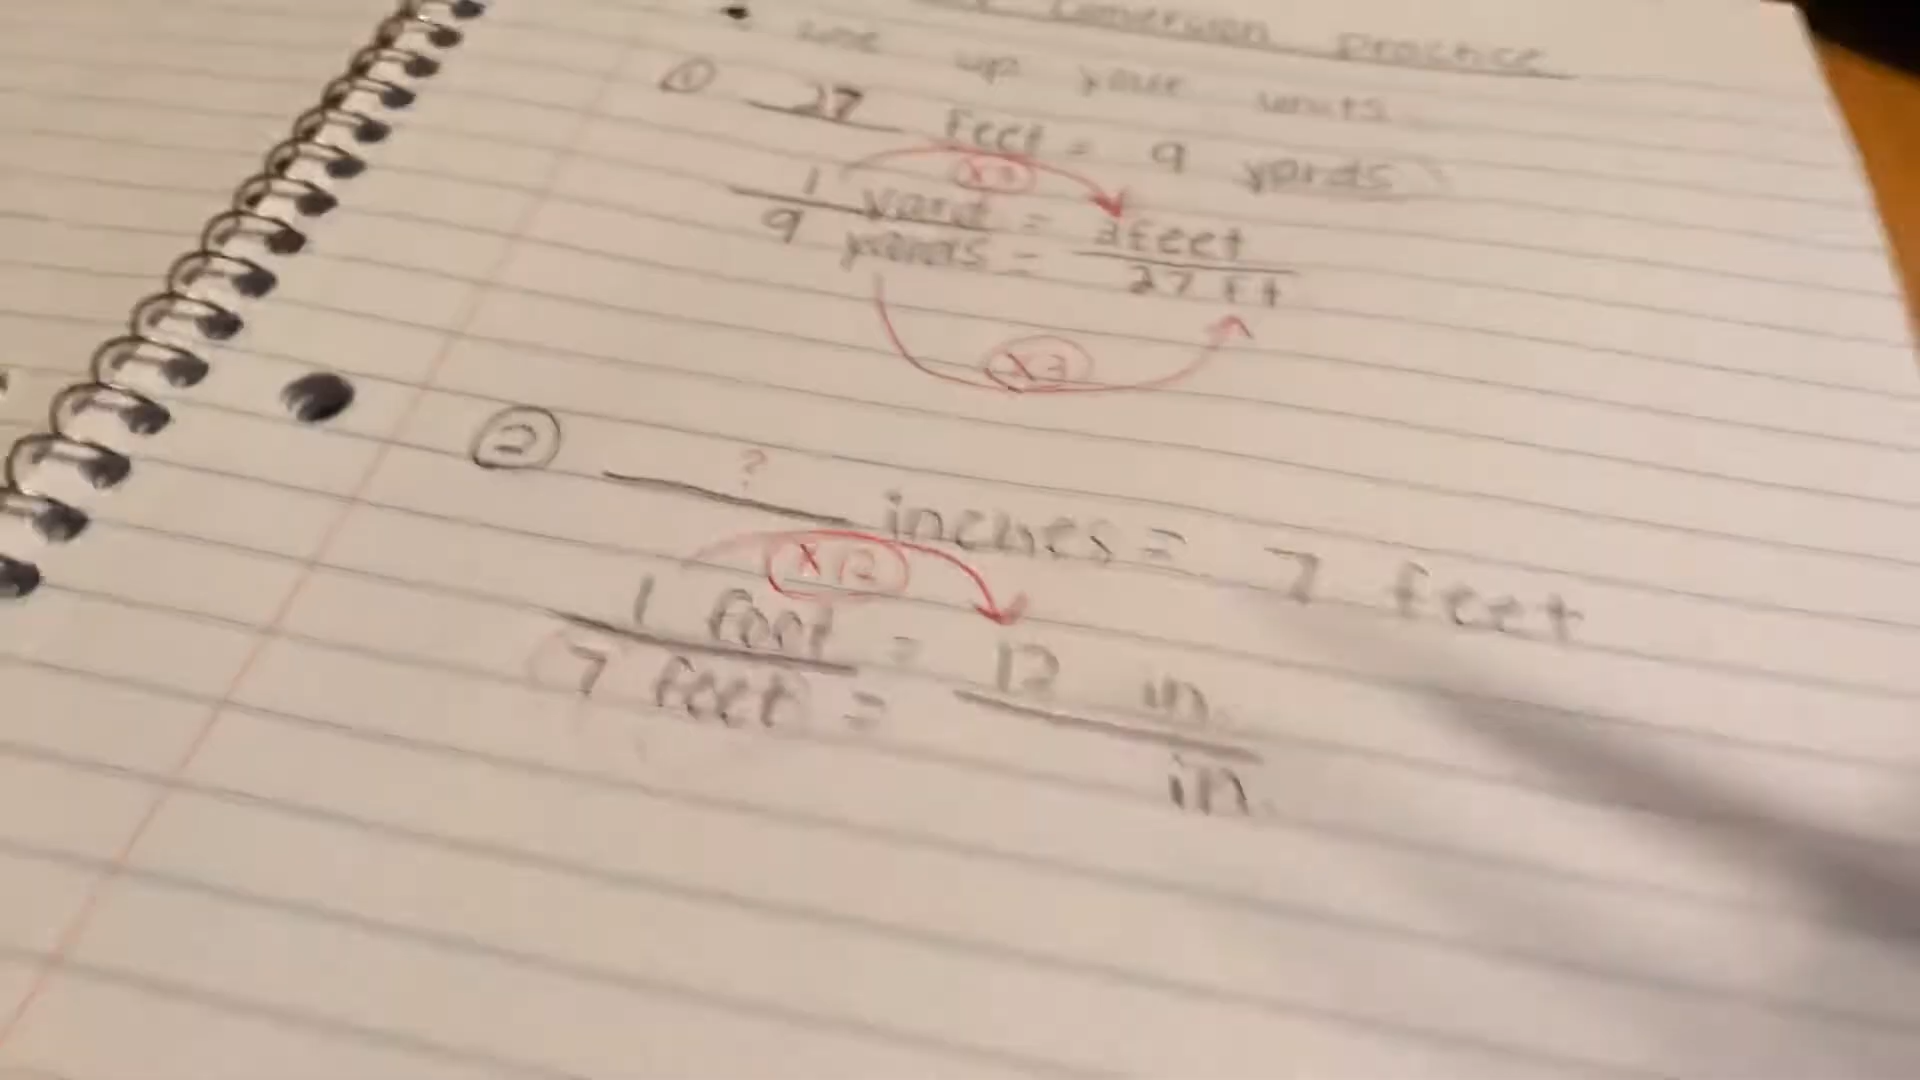 Conversion practice
• line up your units
① 27 feet = 9 yards
x3
1 yard = 3 feet
9 yards = 27 ft
x3
② ? inches = 7 feet
x12
1 foot = 12 in.
7 feet = in.